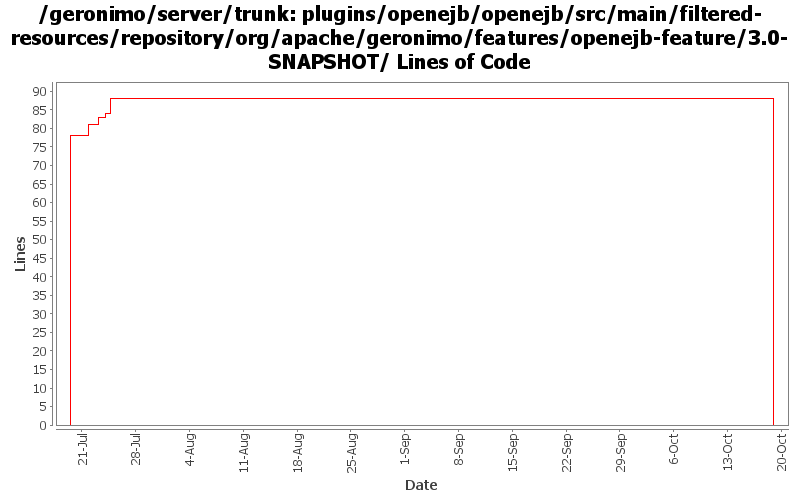 /geronimo/server/trunk: plugins/openejb/openejb/src/main/filtered-
resources/repository/org/apache/geronimo/features/openejb-feature/3.0-
SNAPSHOT/ Lines of Code
90
85
80
75
70
65
60
55
50
45
40
35
30
25
20
15
10
5
0
Lines
21-Jul
28-Jul
4-Aug
11-Aug
18-Aug
25-Aug
1-Sep
8-Sep
15-Sep
22-Sep
29-Sep
6-Oct
13-Oct
20-Oct
Date